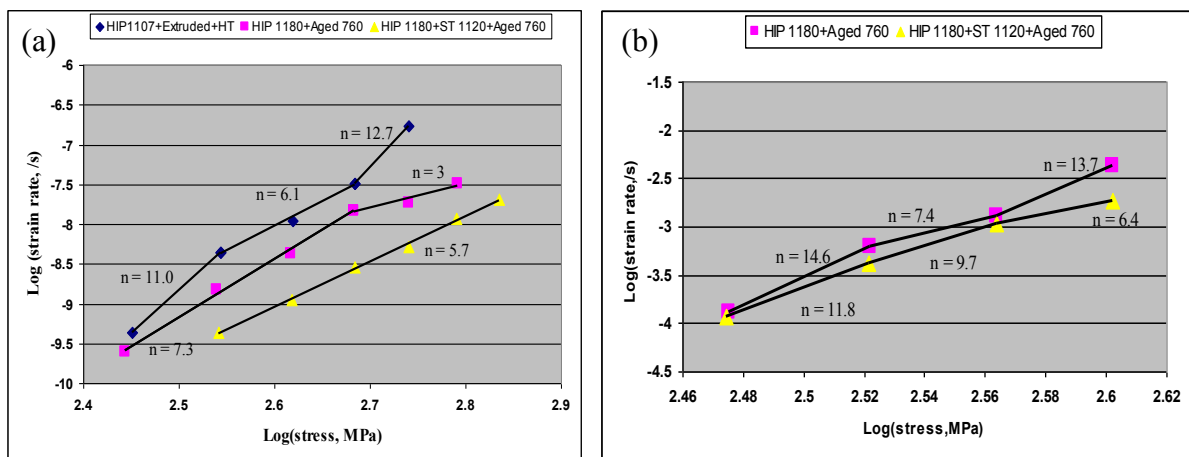 (a)
HIP1107+Extruded+HT HIP 1180+Aged 760 HIP 1180+ST 1120+Aged 760
Log (strain rate, /s)
-6
-6.5
-7
-7.5
-8
-8.5
-9
-9.5
-10
n = 12.7
n = 3
n = 6.1
n = 5.7
n = 11.0
n = 7.3
2.4 2.5 2.6 2.7 2.8 2.9
Log(stress, MPa)
(b)
HIP 1180+Aged 760 HIP 1180+ST 1120+Aged 760
Log(strain rate,/s)
-1.5
-2
-2.5
-3
-3.5
-4
-4.5
n = 13.7
n = 7.4
n = 6.4
n = 14.6
n = 9.7
n = 11.8
2.46 2.48 2.5 2.52 2.54 2.56 2.58 2.6 2.62
Log(stress,MPa)